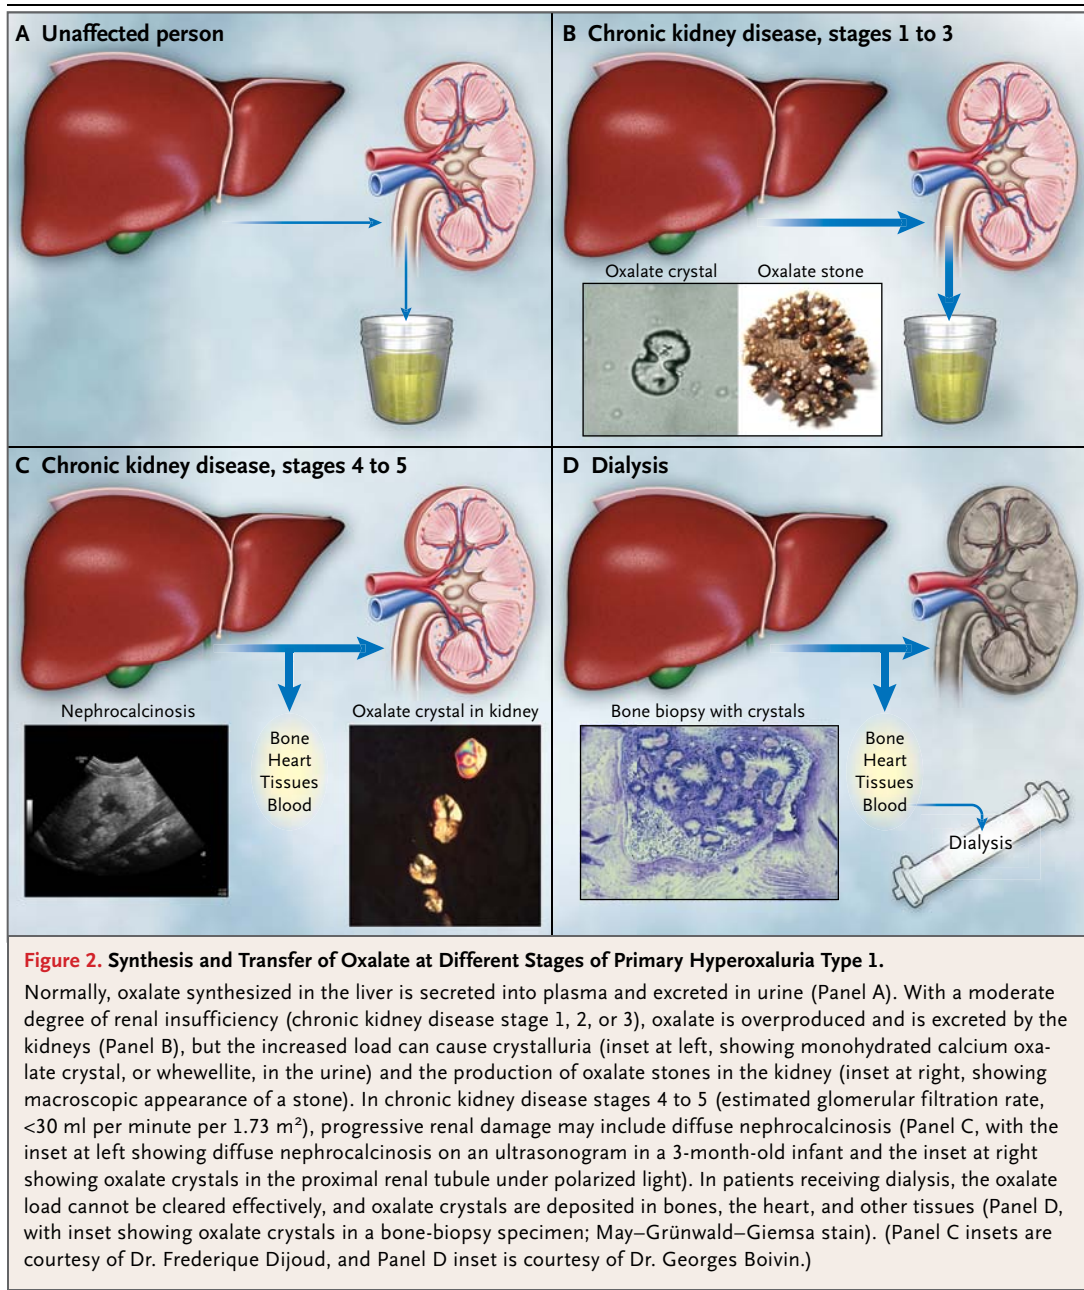 A Unaffected person
B Chronic kidney disease, stages 1 to 3
Oxalate crystal
Oxalate stone
C Chronic kidney disease, stages 4 to 5
Nephrocalcinosis
Bone
Heart
Tissues
Blood
Oxalate crystal in kidney
D Dialysis
Bone biopsy with crystals
Bone
Heart
Tissues
Blood
Dialysis
Figure 2. Synthesis and Transfer of Oxalate at Different Stages of Primary Hyperoxaluria Type 1.
Normally, oxalate synthesized in the liver is secreted into plasma and excreted in urine (Panel A). With a moderate
degree of renal insufficiency (chronic kidney disease stage 1, 2, or 3), oxalate is overproduced and is excreted by the
kidneys (Panel B), but the increased load can cause crystalluria (inset at left, showing monohydrated calcium oxa-
late crystal, or whewellite, in the urine) and the production of oxalate stones in the kidney (inset at right, showing
macroscopic appearance of a stone). In chronic kidney disease stages 4 to 5 (estimated glomerular filtration rate,
<30 ml per minute per 1.73 m²), progressive renal damage may include diffuse nephrocalcinosis (Panel C, with the
inset at left showing diffuse nephrocalcinosis on an ultrasonogram in a 3-month-old infant and the inset at right
showing oxalate crystals in the proximal renal tubule under polarized light). In patients receiving dialysis, the oxalate
load cannot be cleared effectively, and oxalate crystals are deposited in bones, the heart, and other tissues (Panel D,
with inset showing oxalate crystals in a bone-biopsy specimen; May–Grünwald–Giemsa stain). (Panel C insets are
courtesy of Dr. Frederique Dijoud, and Panel D inset is courtesy of Dr. Georges Boivin.)